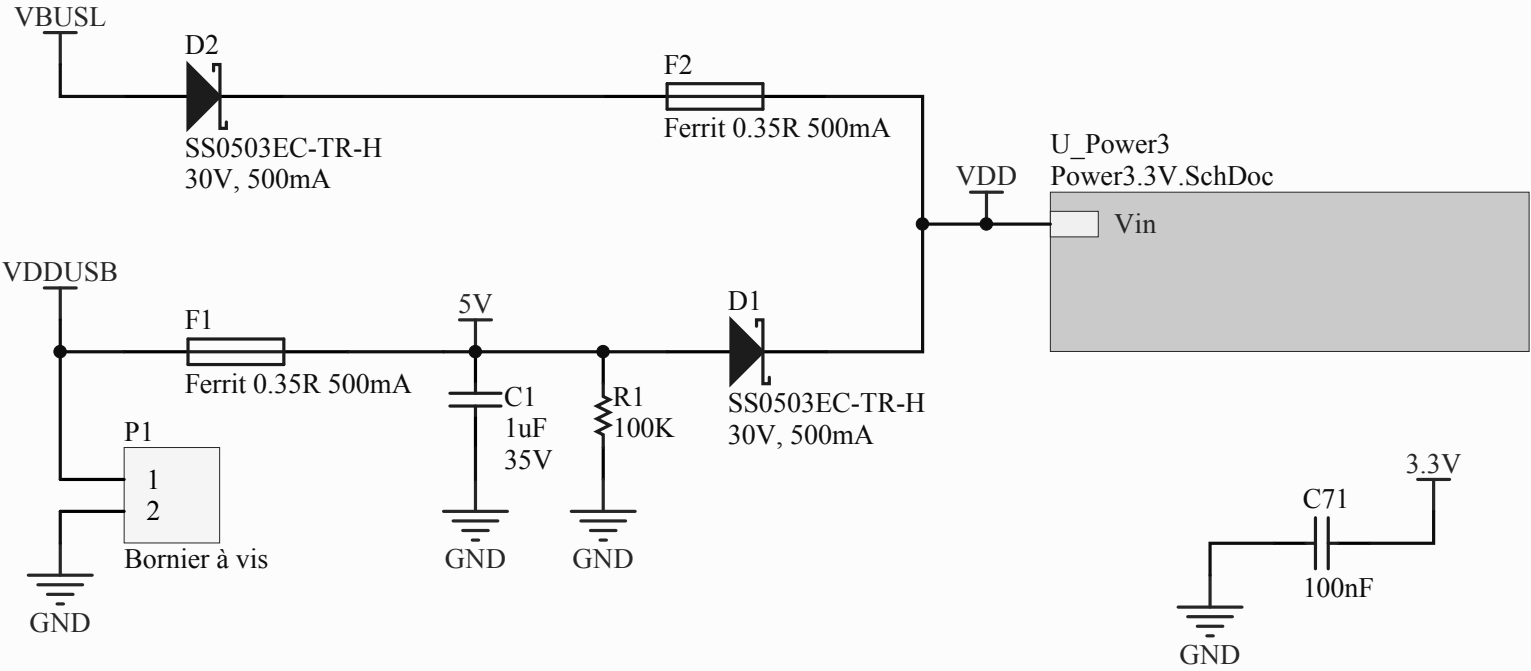 VBUSL
D2
SS0503EC-TR-H
30V, 500mA
F2
Ferrit 0.35R 500mA
VDD
U_Power3
Power3.3V.SchDoc
Vin
VDDUSB
F1
Ferrit 0.35R 500mA
5V
C1
1uF
35V
GND
R1
100K
GND
D1
SS0503EC-TR-H
30V, 500mA
P1
1
2
Bornier à vis
GND
3.3V
C71
100nF
GND